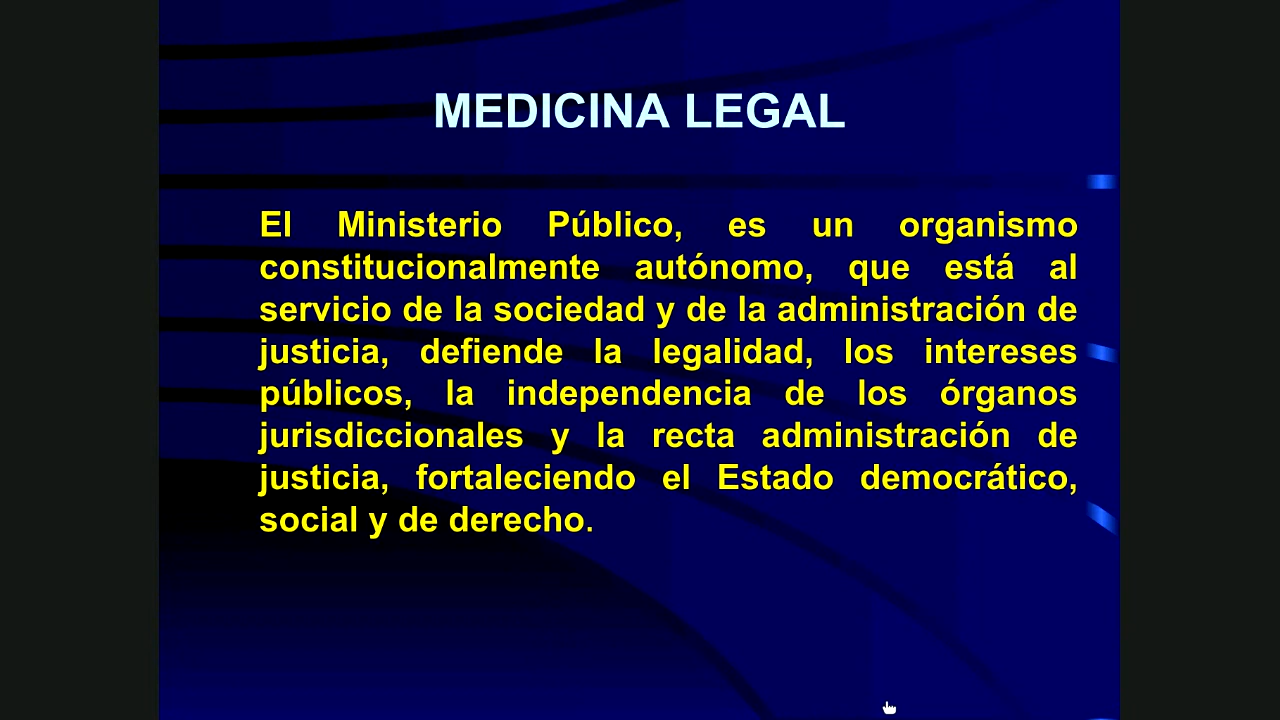 MEDICINA LEGAL
El Ministerio Público, es un organismo
constitucionalmente autónomo, que está al
servicio de la sociedad y de la administración de
justicia, defiende la legalidad, los intereses
públicos, la independencia de los órganos
jurisdiccionales y la recta administración de
justicia, fortaleciendo el Estado democrático,
social y de derecho.